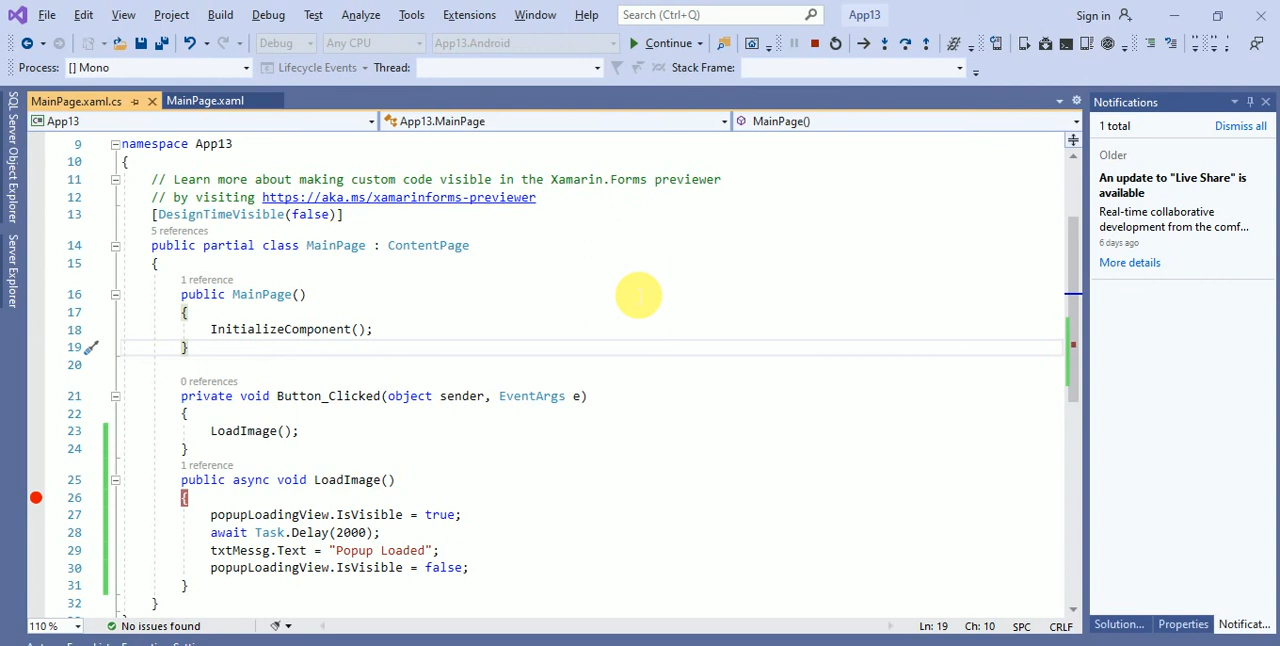 File Edit View Project Build Debug Test Analyze Tools Extensions Window Help Search (Ctrl+Q) App13 Sign in
Debug Any CPU App13.Android Continue
Process: [] Mono Lifecycle Events Thread: Stack Frame:
MainPage.xaml.cs MainPage.xaml
App13 App13.MainPage MainPage()
9 namespace App13
10 {
11 // Learn more about making custom code visible in the Xamarin.Forms previewer
12 // by visiting https://aka.ms/xamarinforms-previewer
13 [DesignTimeVisible(false)]
5 references
14 public partial class MainPage : ContentPage
15 {
1 reference
16 public MainPage()
17 {
18 InitializeComponent();
19 }
20
0 references
21 private void Button_Clicked(object sender, EventArgs e)
22 {
23 LoadImage();
24 }
1 reference
25 public async void LoadImage()
26 {
27 popupLoadingView.IsVisible = true;
28 await Task.Delay(2000);
29 txtMessg.Text = "Popup Loaded";
30 popupLoadingView.IsVisible = false;
31 }
32 }
110 % No issues found Ln: 19 Ch: 10 SPC CRLF
SQL Server Object Explorer
Server Explorer
Notifications
1 total Dismiss all
Older
An update to "Live Share" is
available
Real-time collaborative
development from the comf...
6 days ago
More details
Solution... Properties Notificat...